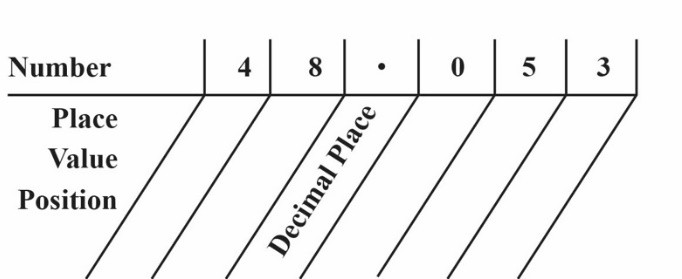 Number 4 8 . 0 5 3
Place
Value
Position
Decimal Place